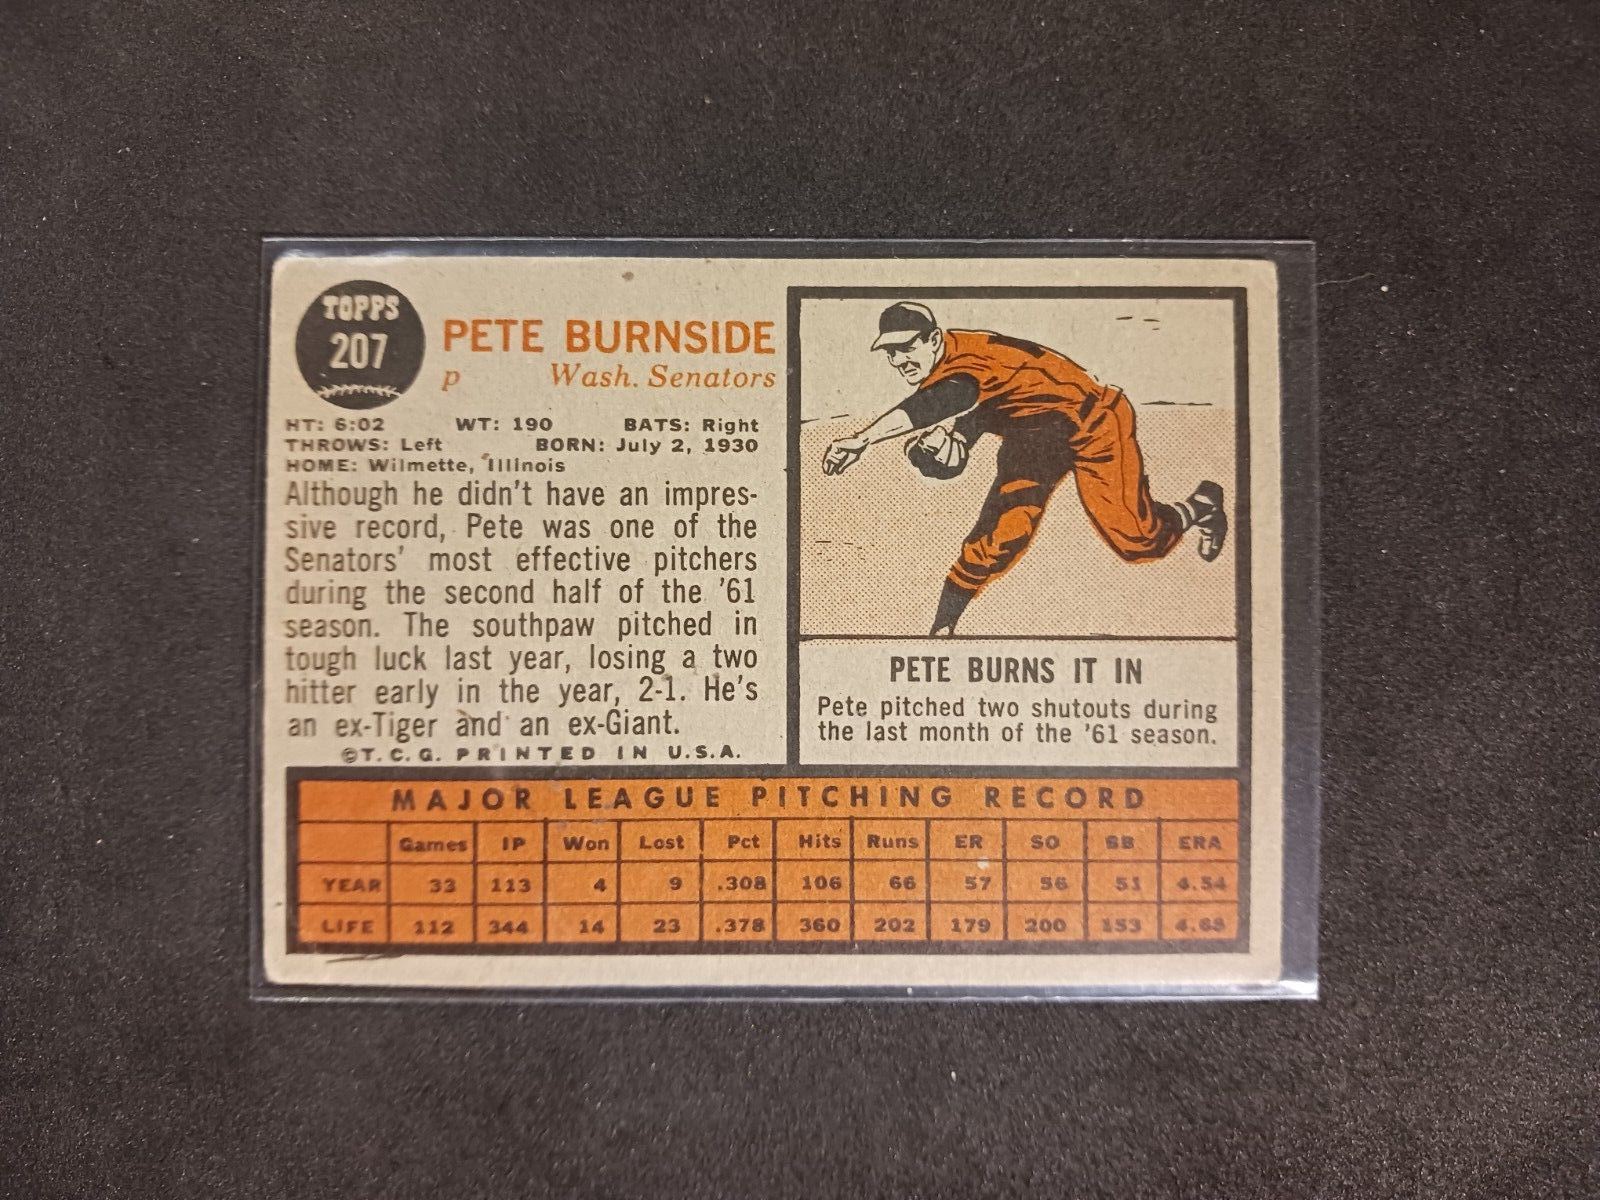 TOPPS
207
PETE BURNSIDE
p Wash. Senators
HT: 6:02 WT: 190 BATS: Right
THROWS: Left BORN: July 2, 1930
HOME: Wilmette, Illinois
Although he didn't have an impres-
sive record, Pete was one of the
Senators' most effective pitchers
during the second half of the '61
season. The southpaw pitched in
tough luck last year, losing a two
hitter early in the year, 2-1. He's
an ex-Tiger and an ex-Giant.
©T.C.G. PRINTED IN U.S.A.
PETE BURNS IT IN
Pete pitched two shutouts during
the last month of the '61 season.
MAJOR LEAGUE PITCHING RECORD
Games IP Won Lost Pct Hits Runs ER SO BB ERA
YEAR 33 113 4 9 .308 106 66 57 56 51 4.54
LIFE 112 344 14 23 .378 360 202 179 200 153 4.68